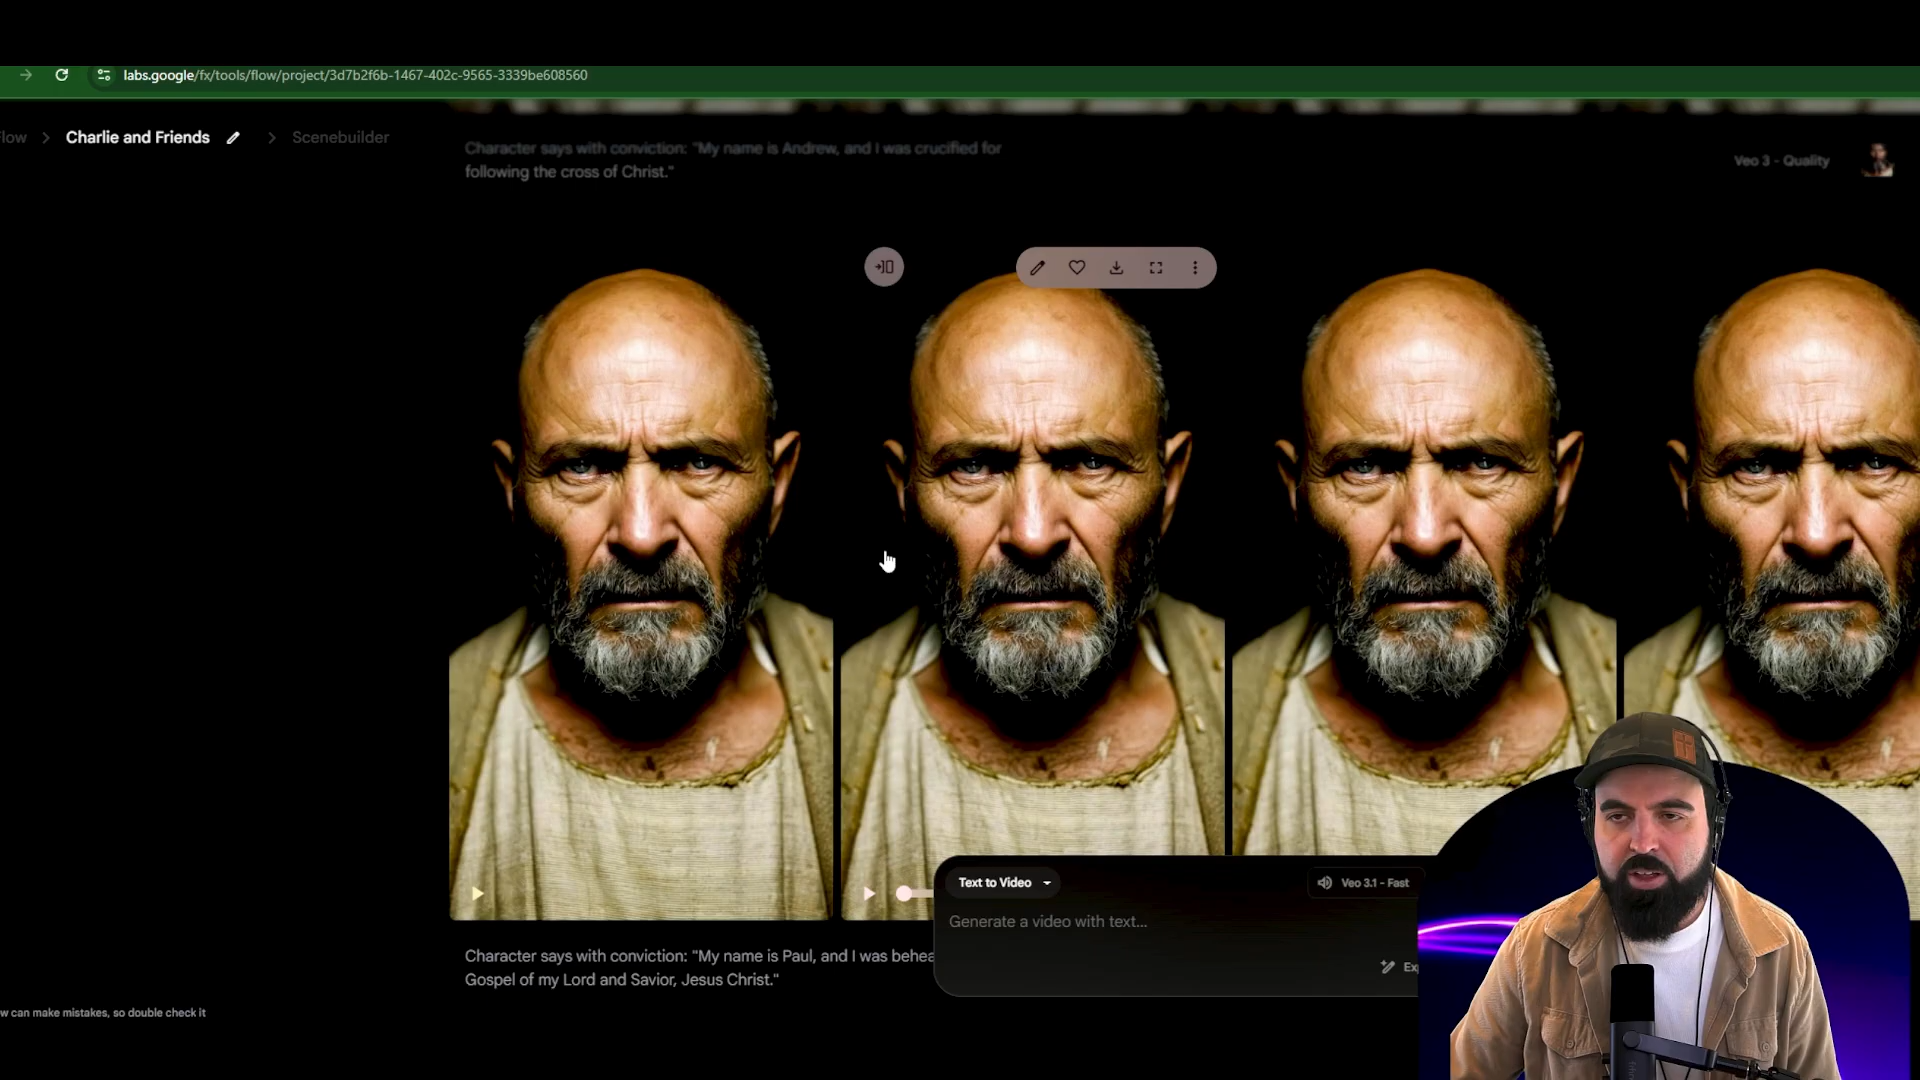 labs.google/fx/tools/flow/project/3d7b2f6b-1467-402c-9565-3339be608560
Charlie and Friends
Scenebuilder
Character says with conviction: "My name is Andrew, and I was crucified for
following the cross of Christ."
Veo 3 - Quality
Text to Video
Veo 3.1 - Fast
Generate a video with text...
Character says with conviction: "My name is Paul, and I was
Gospel of my Lord and Savior, Jesus Christ."
can make mistakes, so double check it